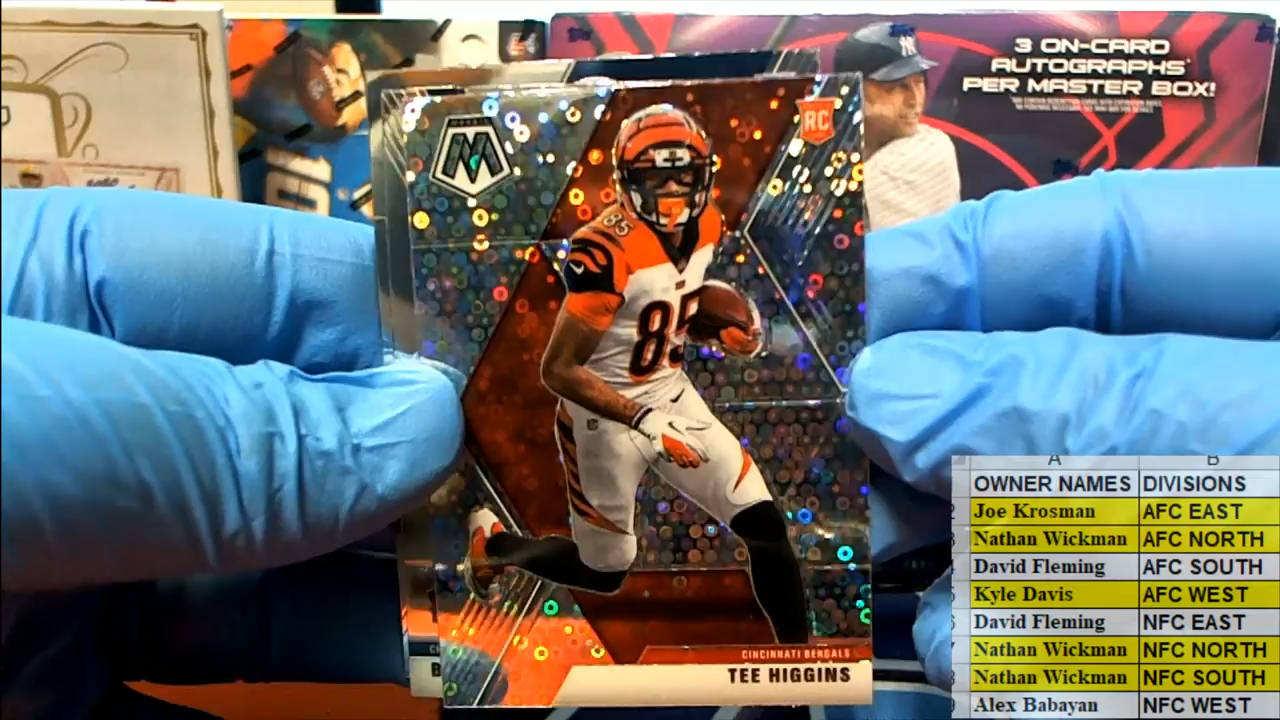 3 ON-CARD
AUTOGRAPHS
PER MASTER BOX!
RC
M
85
85
CINCINNATI BENGALS
TEE HIGGINS
B
A B
OWNER NAMES DIVISIONS
Joe Krosman AFC EAST
Nathan Wickman AFC NORTH
David Fleming AFC SOUTH
Kyle Davis AFC WEST
David Fleming NFC EAST
Nathan Wickman NFC NORTH
Nathan Wickman NFC SOUTH
Alex Babayan NFC WEST